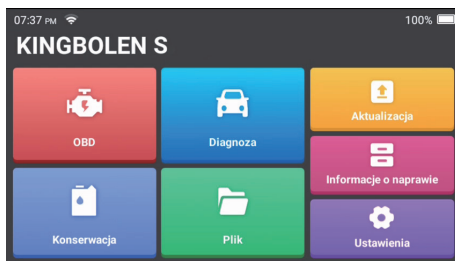 07:37 PM 100%
KINGBOLEN S
OBD
Diagnoza
Aktualizacja
Informacje o naprawie
Konserwacja
Plik
Ustawienia